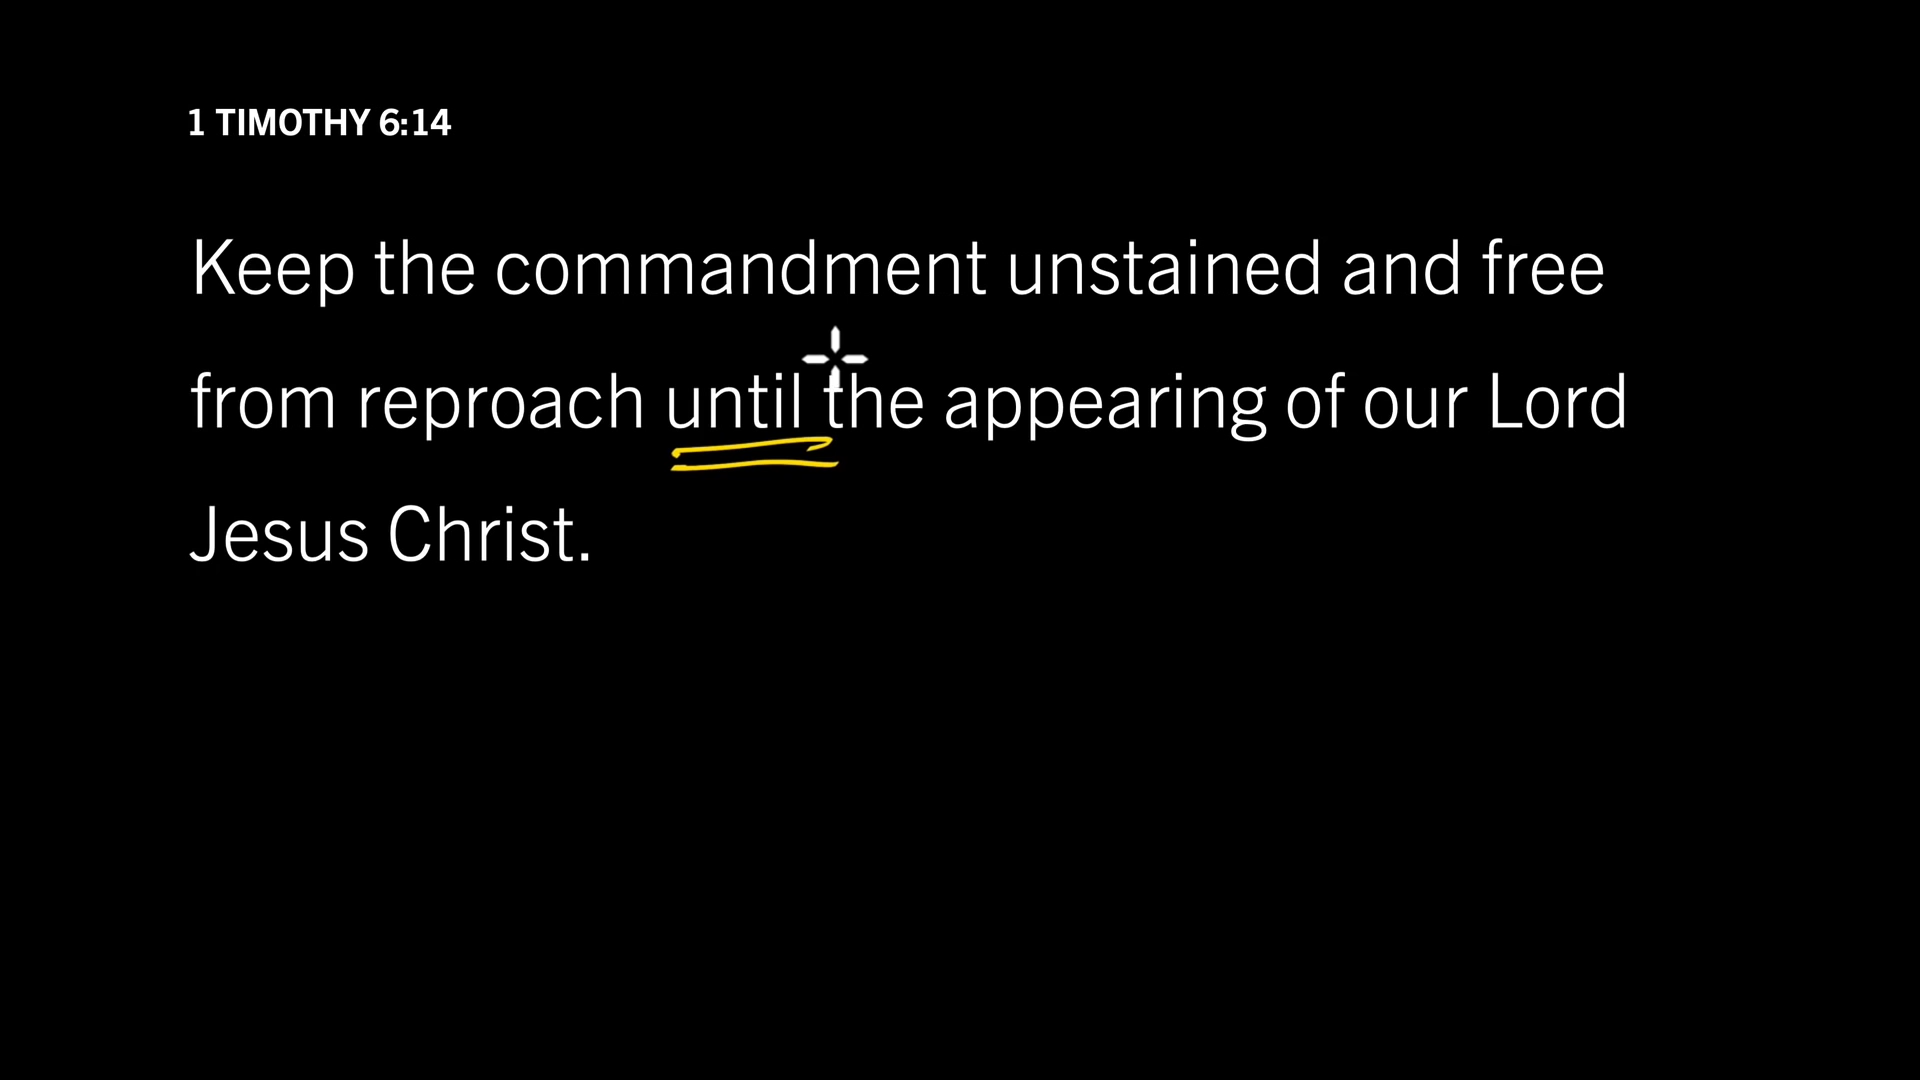 1 TIMOTHY 6:14
Keep the commandment unstained and free
from reproach until the appearing of our Lord
Jesus Christ.